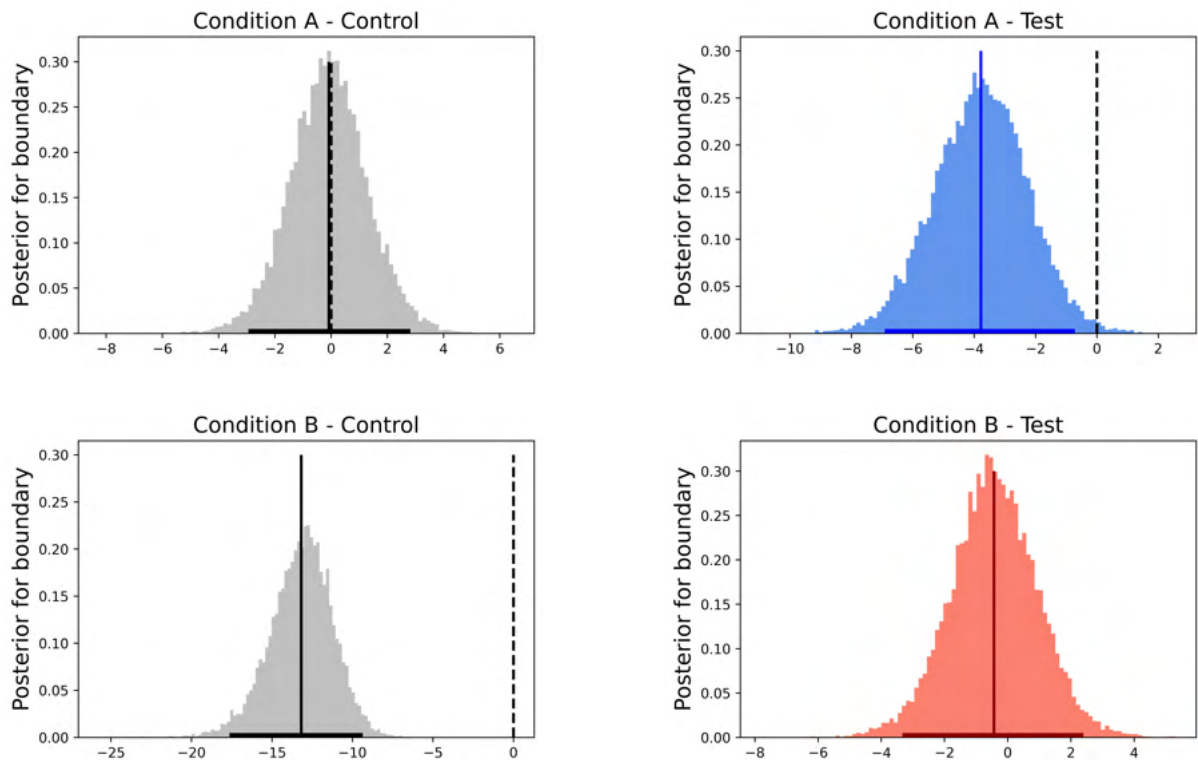 Condition A - Control
Posterior for boundary
0.30
0.25
0.20
0.15
0.10
0.05
0.00
−8 −6 −4 −2 0 2 4 6
Condition A - Test
Posterior for boundary
0.30
0.25
0.20
0.15
0.10
0.05
0.00
−10 −8 −6 −4 −2 0 2
Condition B - Control
Posterior for boundary
0.30
0.25
0.20
0.15
0.10
0.05
0.00
−25 −20 −15 −10 −5 0
Condition B - Test
Posterior for boundary
0.30
0.25
0.20
0.15
0.10
0.05
0.00
−8 −6 −4 −2 0 2 4